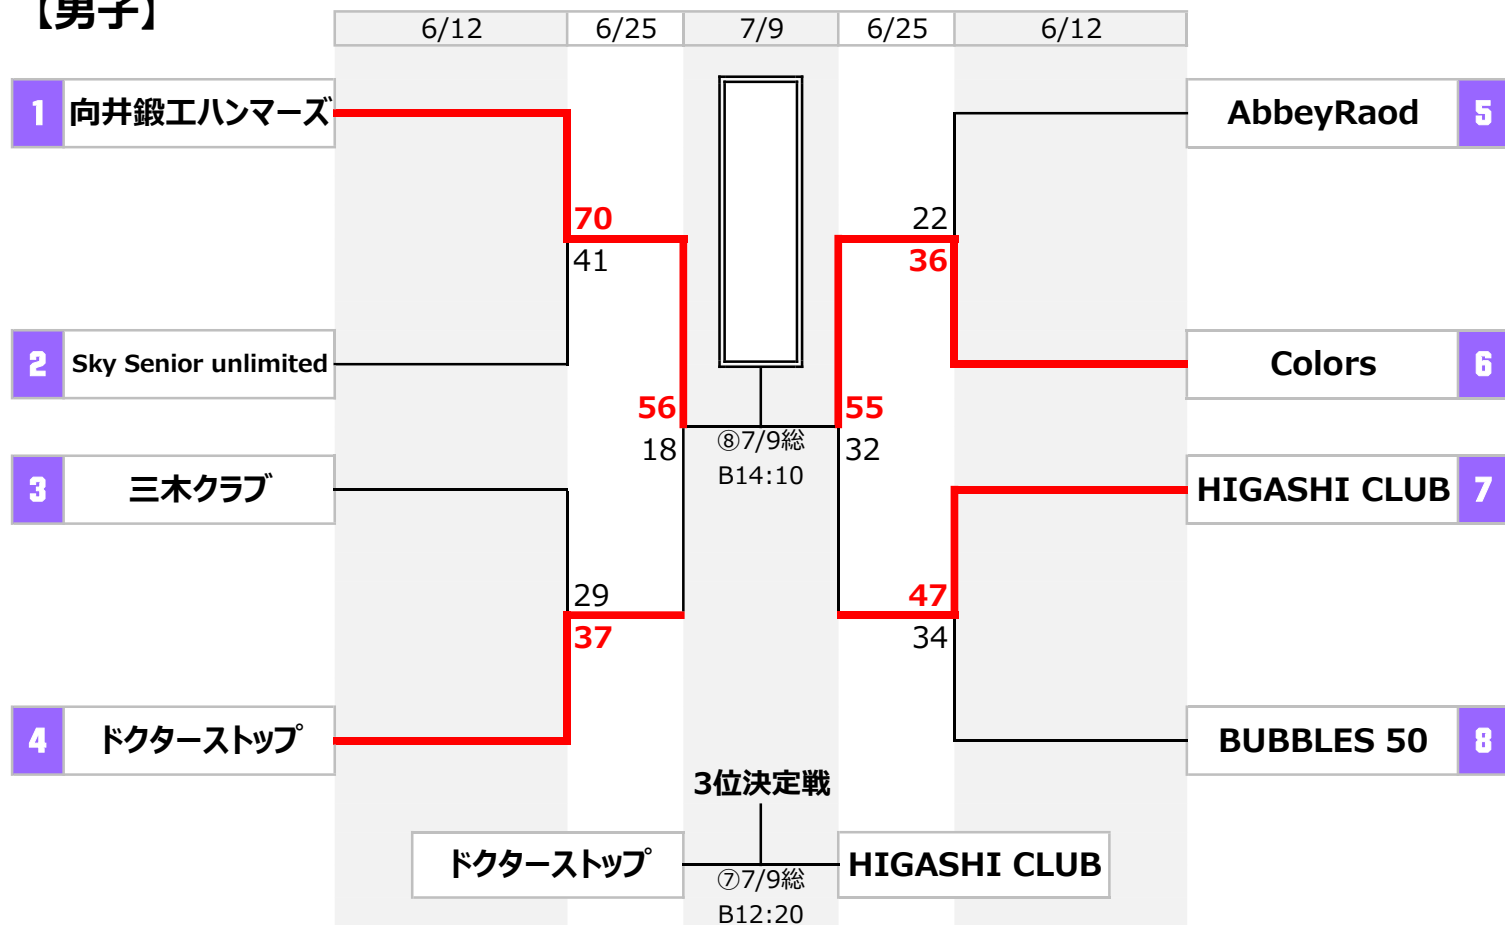 【男子】
6/12 6/25 7/9 6/25 6/12
1 向井鍛工ハンマーズ
AbbeyRaod 5
70
22
41
36
2 Sky Senior unlimited
Colors 6
56
55
18
⑧7/9総
32
B14:10
3 三木クラブ
HIGASHI CLUB 7
29
47
37
34
4 ドクターストップ
BUBBLES 50 8
3位決定戦
ドクターストップ
HIGASHI CLUB
⑦7/9総
B12:20